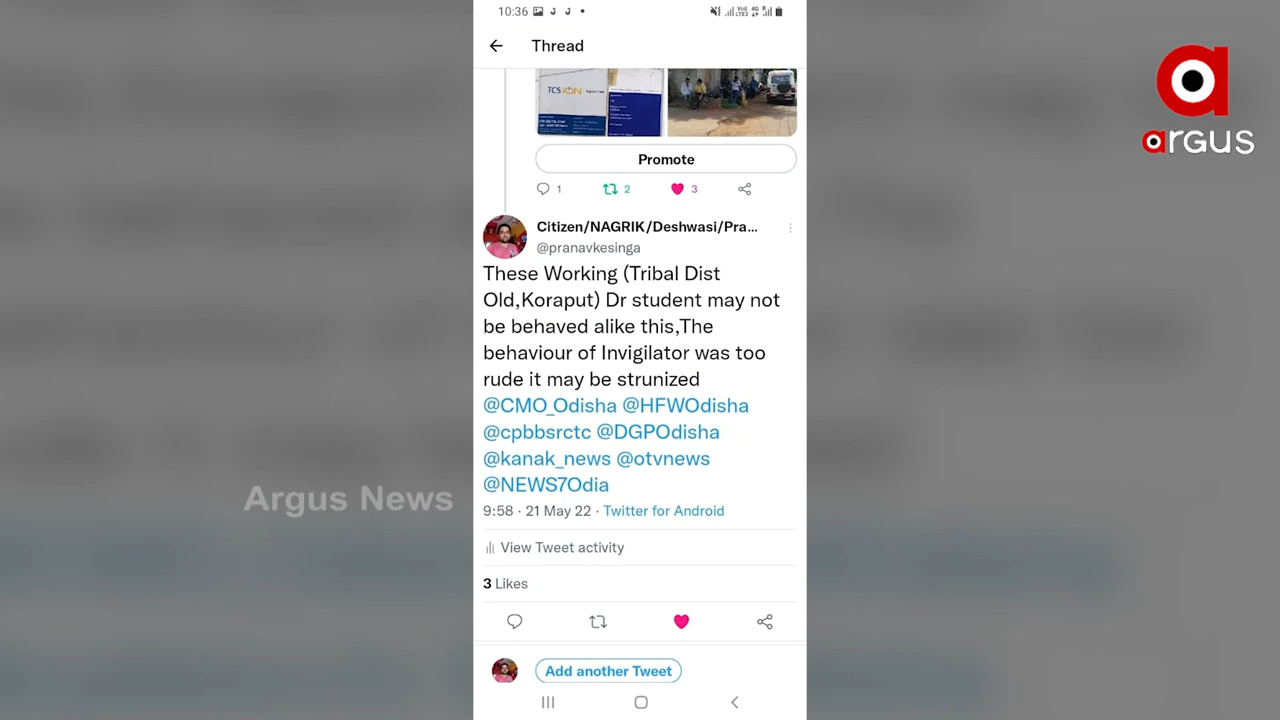 10:36
Thread
TCS iON
Promote
1 2 3
Citizen/NAGRIK/Deshwasi/Pra...
@pranavkesinga
These Working (Tribal Dist
Old,Koraput) Dr student may not
be behaved alike this,The
behaviour of Invigilator was too
rude it may be strunized
@CMO_Odisha @HFWOdisha
@cpbbsrctc @DGPOdisha
@kanak_news @otvnews
@NEWS7Odia
9:58 · 21 May 22 · Twitter for Android
View Tweet activity
3 Likes
Add another Tweet
argus
Argus News